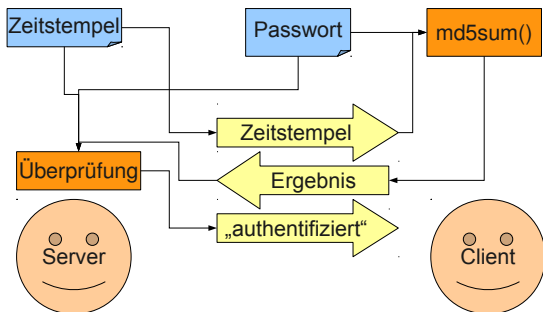 Zeitstempel
Passwort
md5sum()
Zeitstempel
Überprüfung
Ergebnis
„authentifiziert“
Server
Client